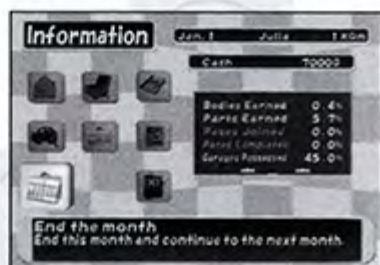 Information
Jan. 1 Julia 1 Kom
Cash 70000
Bodies Earned 0.4%
Parts Earned 5.7%
Races Joined 0.0%
Races Completed 0.0%
Garages Possessed 45.0%
End the month
End this month and continue to the next month.